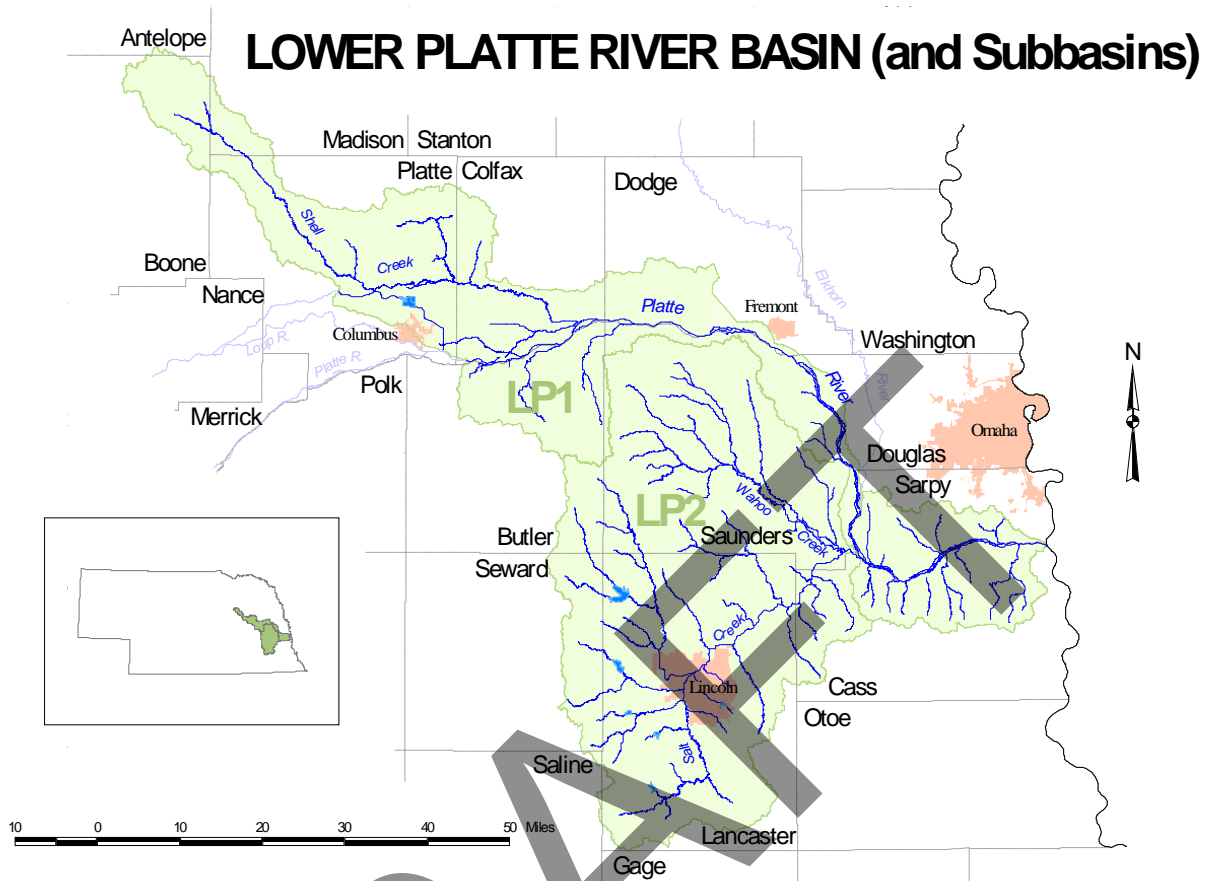 Antelope
LOWER PLATTE RIVER BASIN (and Subbasins)
Madison Stanton
Platte Colfax
Dodge
Shell
Creek
Boone
Nance
Elkhorn
River
Platte
Fremont
Columbus
Loup R.
Platte R.
Washington
N
Polk
Merrick
LP1
River
Omaha
Douglas
Sarpy
LP2
Wahoo
Creek
Butler
Saunders
Seward
Creek
Lincoln
Cass
Otoe
Salt
Saline
10 0 10 20 30 40 50 Miles
Lancaster
Gage